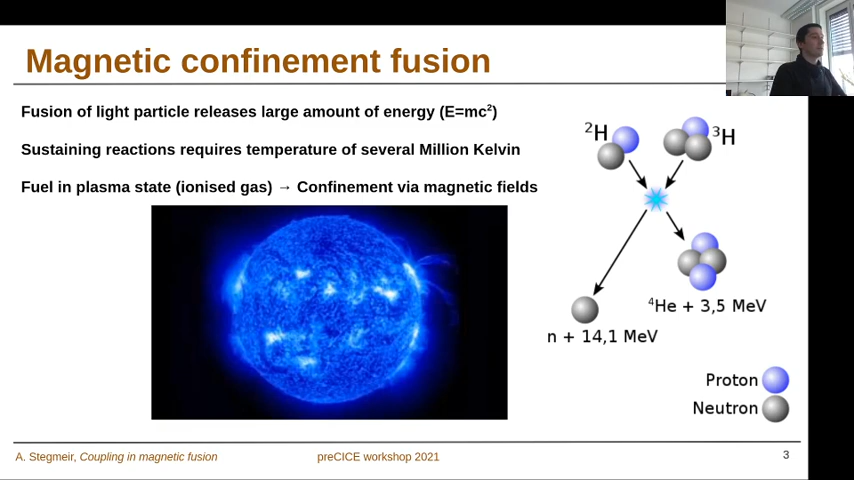 Magnetic confinement fusion
Fusion of light particle releases large amount of energy (E=mc²)
Sustaining reactions requires temperature of several Million Kelvin
Fuel in plasma state (ionised gas) → Confinement via magnetic fields
²H
³H
⁴He + 3,5 MeV
n + 14,1 MeV
Proton
Neutron
A. Stegmeir, Coupling in magnetic fusion
preCICE workshop 2021
3